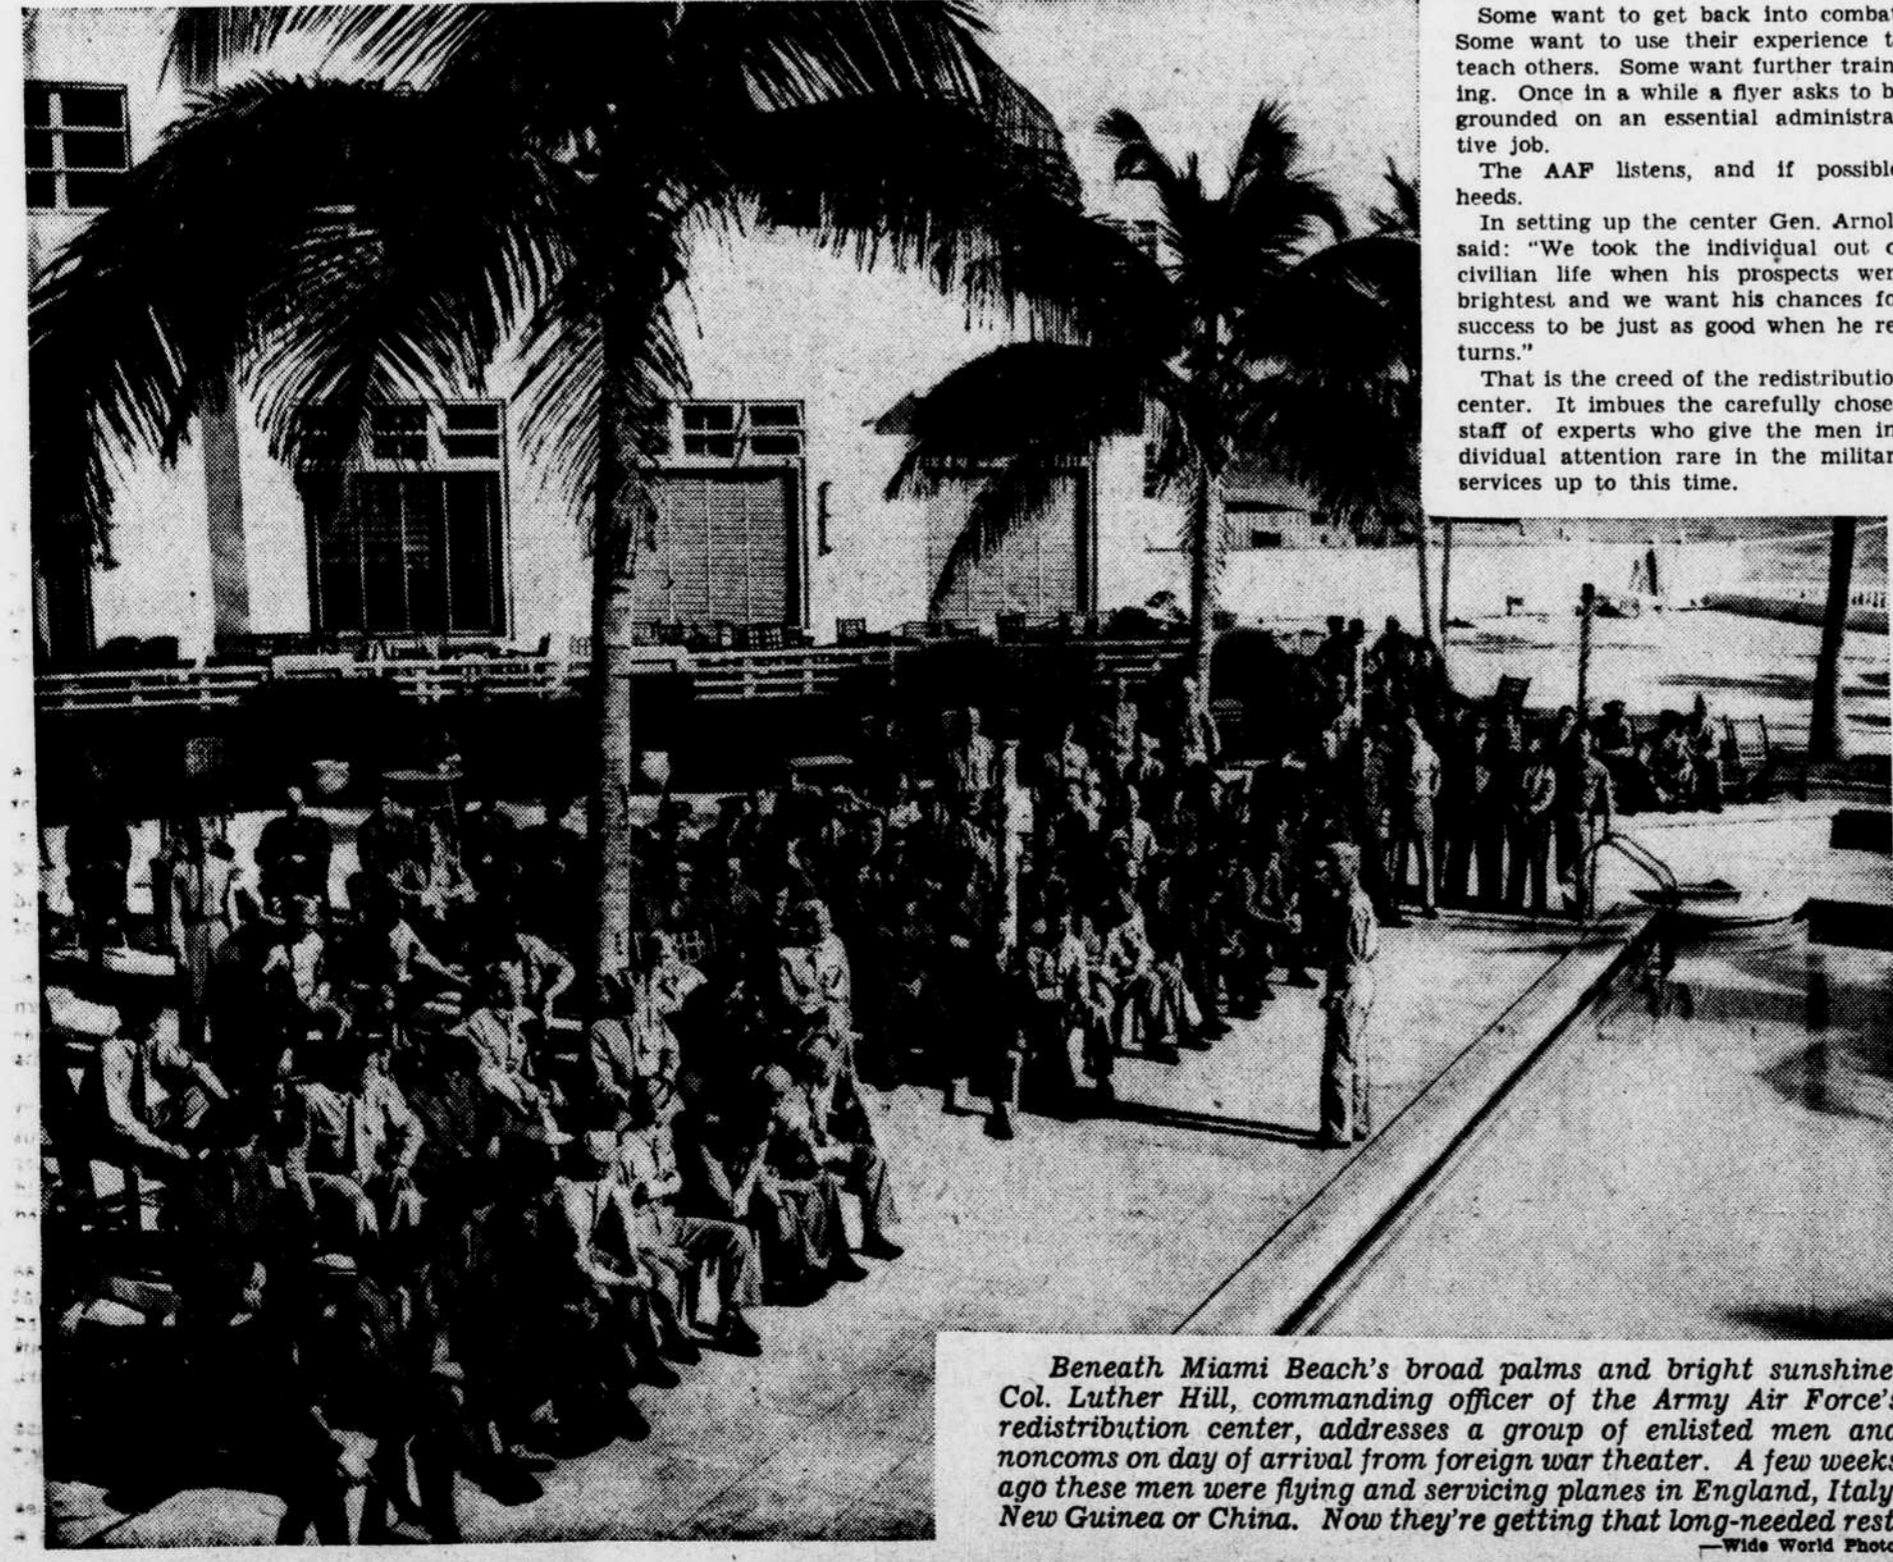 Some want to get back into comba
Some want to use their experience t
teach others. Some want further train
ing. Once in a while a flyer asks to b
grounded on an essential administra
tive job.
The AAF listens, and if possible
heeds.
In setting up the center Gen. Arnol
said: "We took the individual out o
civilian life when his prospects wer
brightest and we want his chances fo
success to be just as good when he re
turns."
That is the creed of the redistributio
center. It imbues the carefully chose
staff of experts who give the men in
dividual attention rare in the militar
services up to this time.
Beneath Miami Beach's broad palms and bright sunshine
Col. Luther Hill, commanding officer of the Army Air Force's
redistribution center, addresses a group of enlisted men and
noncoms on day of arrival from foreign war theater. A few weeks
ago these men were flying and servicing planes in England, Italy
New Guinea or China. Now they're getting that long-needed rest
—Wide World Photo